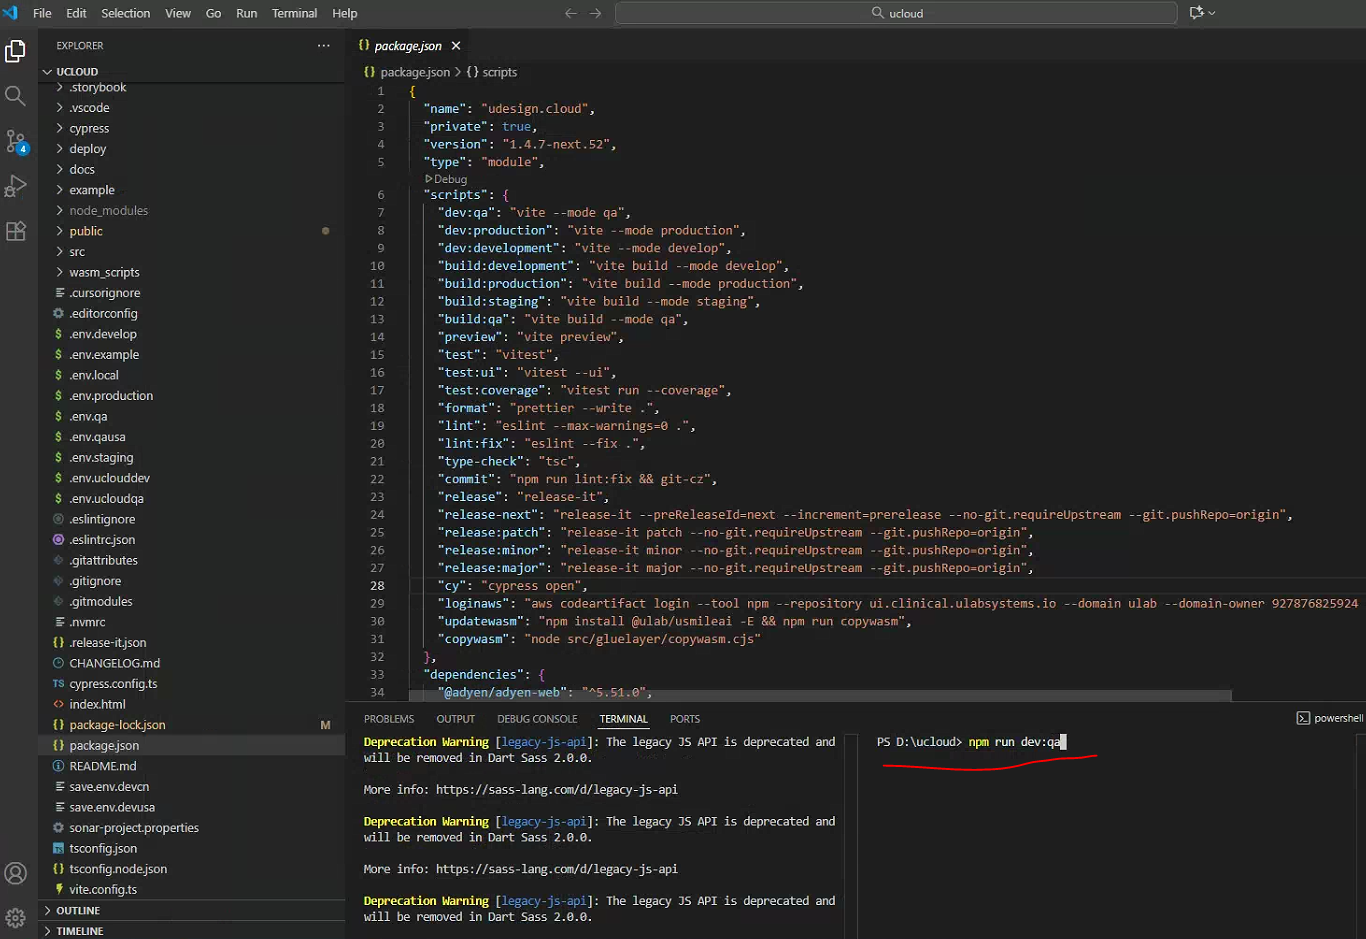 File Edit Selection View Go Run Terminal Help
ucloud
EXPLORER
UCLOUD
.storybook
.vscode
cypress
deploy
docs
example
node_modules
public
src
wasm_scripts
.cursorignore
.editorconfig
$ .env.develop
$ .env.example
$ .env.local
$ .env.production
$ .env.qa
$ .env.qausa
$ .env.staging
$ .env.uclouddev
$ .env.ucloudqa
.eslintignore
.eslintrc.json
.gitattributes
.gitignore
.gitmodules
.nvmrc
{} .release-it.json
CHANGELOG.md
TS cypress.config.ts
<> index.html
{} package-lock.json M
{} package.json
README.md
save.env.devcn
save.env.devusa
sonar-project.properties
tsconfig.json
{} tsconfig.node.json
vite.config.ts
OUTLINE
TIMELINE
4
{} package.json
{} package.json > {} scripts
1 {
2 "name": "udesign.cloud",
3 "private": true,
4 "version": "1.4.7-next.52",
5 "type": "module",
Debug
6 "scripts": {
7 "dev:qa": "vite --mode qa",
8 "dev:production": "vite --mode production",
9 "dev:development": "vite --mode develop",
10 "build:development": "vite build --mode develop",
11 "build:production": "vite build --mode production",
12 "build:staging": "vite build --mode staging",
13 "build:qa": "vite build --mode qa",
14 "preview": "vite preview",
15 "test": "vitest",
16 "test:ui": "vitest --ui",
17 "test:coverage": "vitest run --coverage",
18 "format": "prettier --write .",
19 "lint": "eslint --max-warnings=0 .",
20 "lint:fix": "eslint --fix .",
21 "type-check": "tsc",
22 "commit": "npm run lint:fix && git-cz",
23 "release": "release-it",
24 "release-next": "release-it --preReleaseId=next --increment=prerelease --no-git.requireUpstream --git.pushRepo=origin",
25 "release:patch": "release-it patch --no-git.requireUpstream --git.pushRepo=origin",
26 "release:minor": "release-it minor --no-git.requireUpstream --git.pushRepo=origin",
27 "release:major": "release-it major --no-git.requireUpstream --git.pushRepo=origin",
28 "cy": "cypress open",
29 "loginaws": "aws codeartifact login --tool npm --repository ui.clinical.ulabsystems.io --domain ulab --domain-owner 927876825924
30 "updatewasm": "npm install @ulab/usmileai -E && npm run copywasm",
31 "copywasm": "node src/gluelayer/copywasm.cjs"
32 },
33 "dependencies": {
34 "@adyen/adyen-web": "^5.51.0",
PROBLEMS OUTPUT DEBUG CONSOLE TERMINAL PORTS
powershell
Deprecation Warning [legacy-js-api]: The legacy JS API is deprecated and
will be removed in Dart Sass 2.0.0.
More info: https://sass-lang.com/d/legacy-js-api
Deprecation Warning [legacy-js-api]: The legacy JS API is deprecated and
will be removed in Dart Sass 2.0.0.
More info: https://sass-lang.com/d/legacy-js-api
Deprecation Warning [legacy-js-api]: The legacy JS API is deprecated and
will be removed in Dart Sass 2.0.0.
PS D:\ucloud> npm run dev:qa